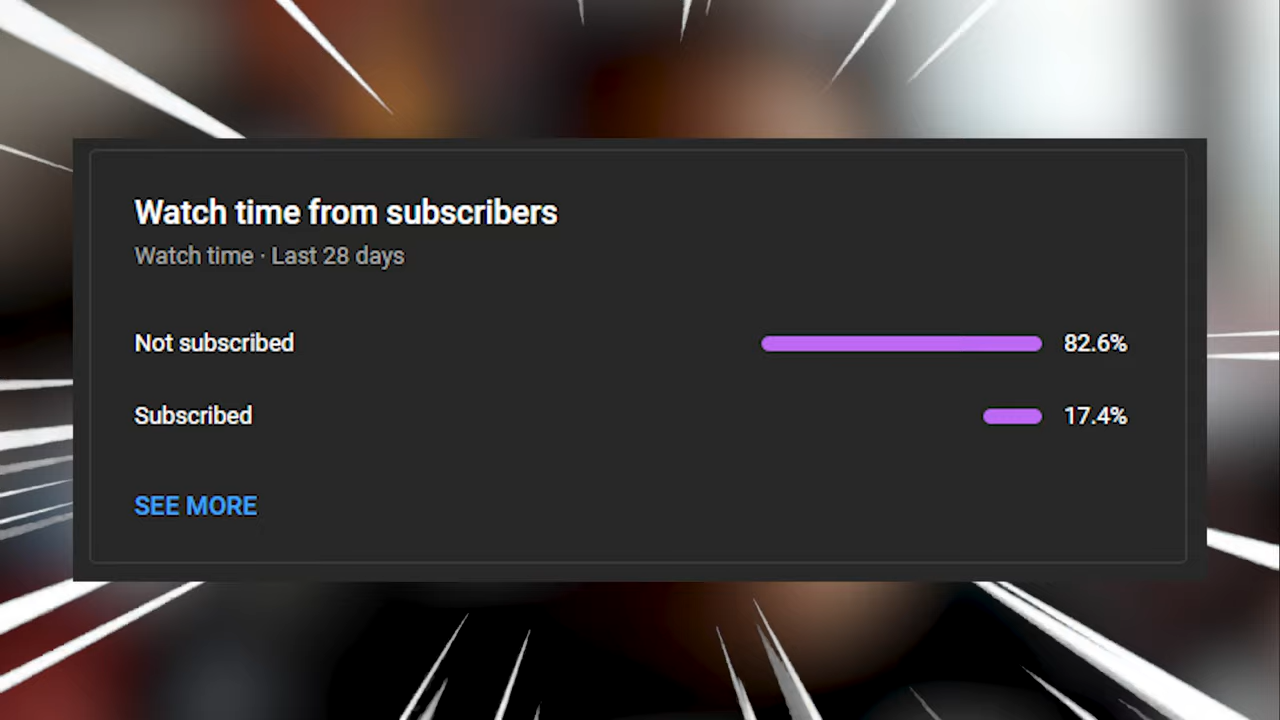 Watch time from subscribers
Watch time · Last 28 days
Not subscribed 82.6%
Subscribed 17.4%
SEE MORE